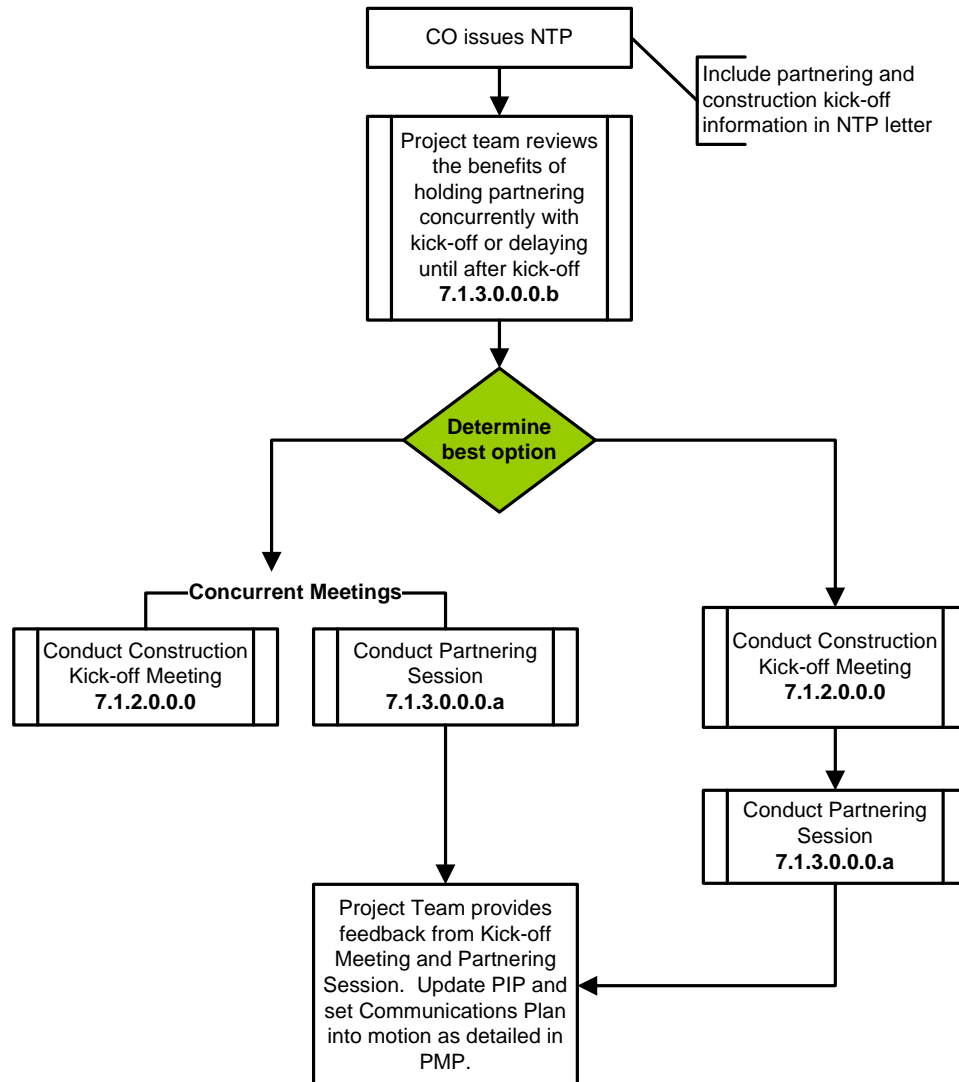 CO issues NTP
Include partnering and
construction kick-off
information in NTP letter
Project team reviews
the benefits of
holding partnering
concurrently with
kick-off or delaying
until after kick-off
7.1.3.0.0.0.b
Determine
best option
Concurrent Meetings
Conduct Construction
Kick-off Meeting
7.1.2.0.0.0
Conduct Partnering
Session
7.1.3.0.0.0.a
Conduct Construction
Kick-off Meeting
7.1.2.0.0.0
Conduct Partnering
Session
7.1.3.0.0.0.a
Project Team provides
feedback from Kick-off
Meeting and Partnering
Session.  Update PIP and
set Communications Plan
into motion as detailed in
PMP.